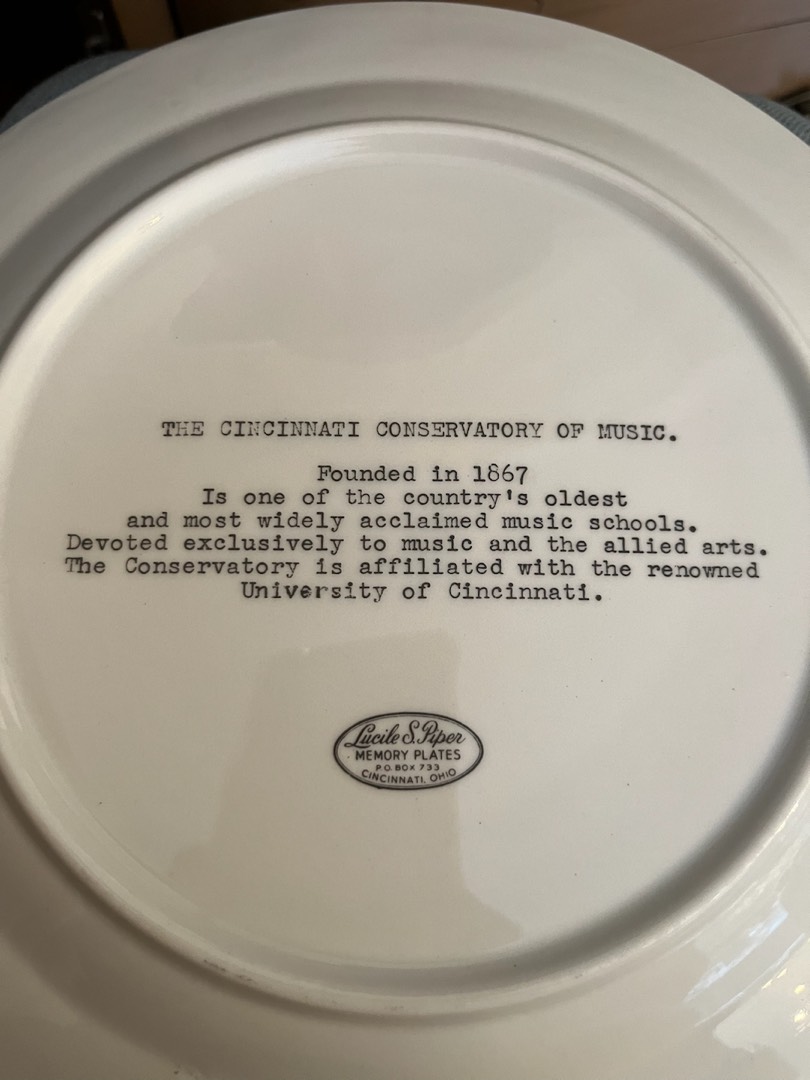 THE CINCINNATI CONSERVATORY OF MUSIC.
Founded in 1867
Is one of the country's oldest
and most widely acclaimed music schools.
Devoted exclusively to music and the allied arts.
The Conservatory is affiliated with the renowned
University of Cincinnati.
Lucile S. Piper
MEMORY PLATES
P.O. BOX 733
CINCINNATI, OHIO